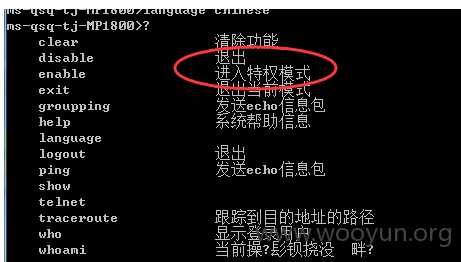 ms-qsq-tj-MP1800>language chinese
ms-qsq-tj-MP1800>?
clear 清除功能
disable 退出
enable 进入特权模式
exit 退出当前模式
groupping 发送echo信息包
help 系统帮助信息
language
logout 退出
ping 发送echo信息包
show
telnet
traceroute 跟踪到目的地址的路径
who 显示登录用户
whoami 当前操?髟钡挠没 畔?
www.wooyun.org